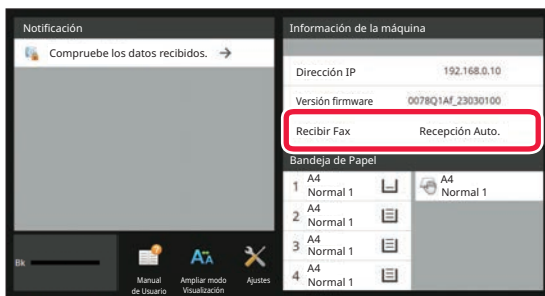 Notificación
Compruebe los datos recibidos. →
Información de la máquina
Dirección IP 192.168.0.10
Versión firmware 0078Q1Af_23030100
Recibir Fax Recepción Auto.
Bandeja de Papel
1 A4
Normal 1
A4
Normal 1
2 A4
Normal 1
3 A4
Normal 1
4 A4
Normal 1
Bk
Manual
de Usuario
Ampliar modo
Visualización
Ajustes